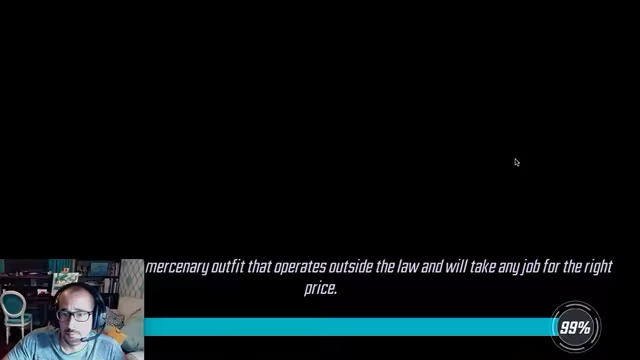 mercenary outfit that operates outside the law and will take any job for the right
price.
99%